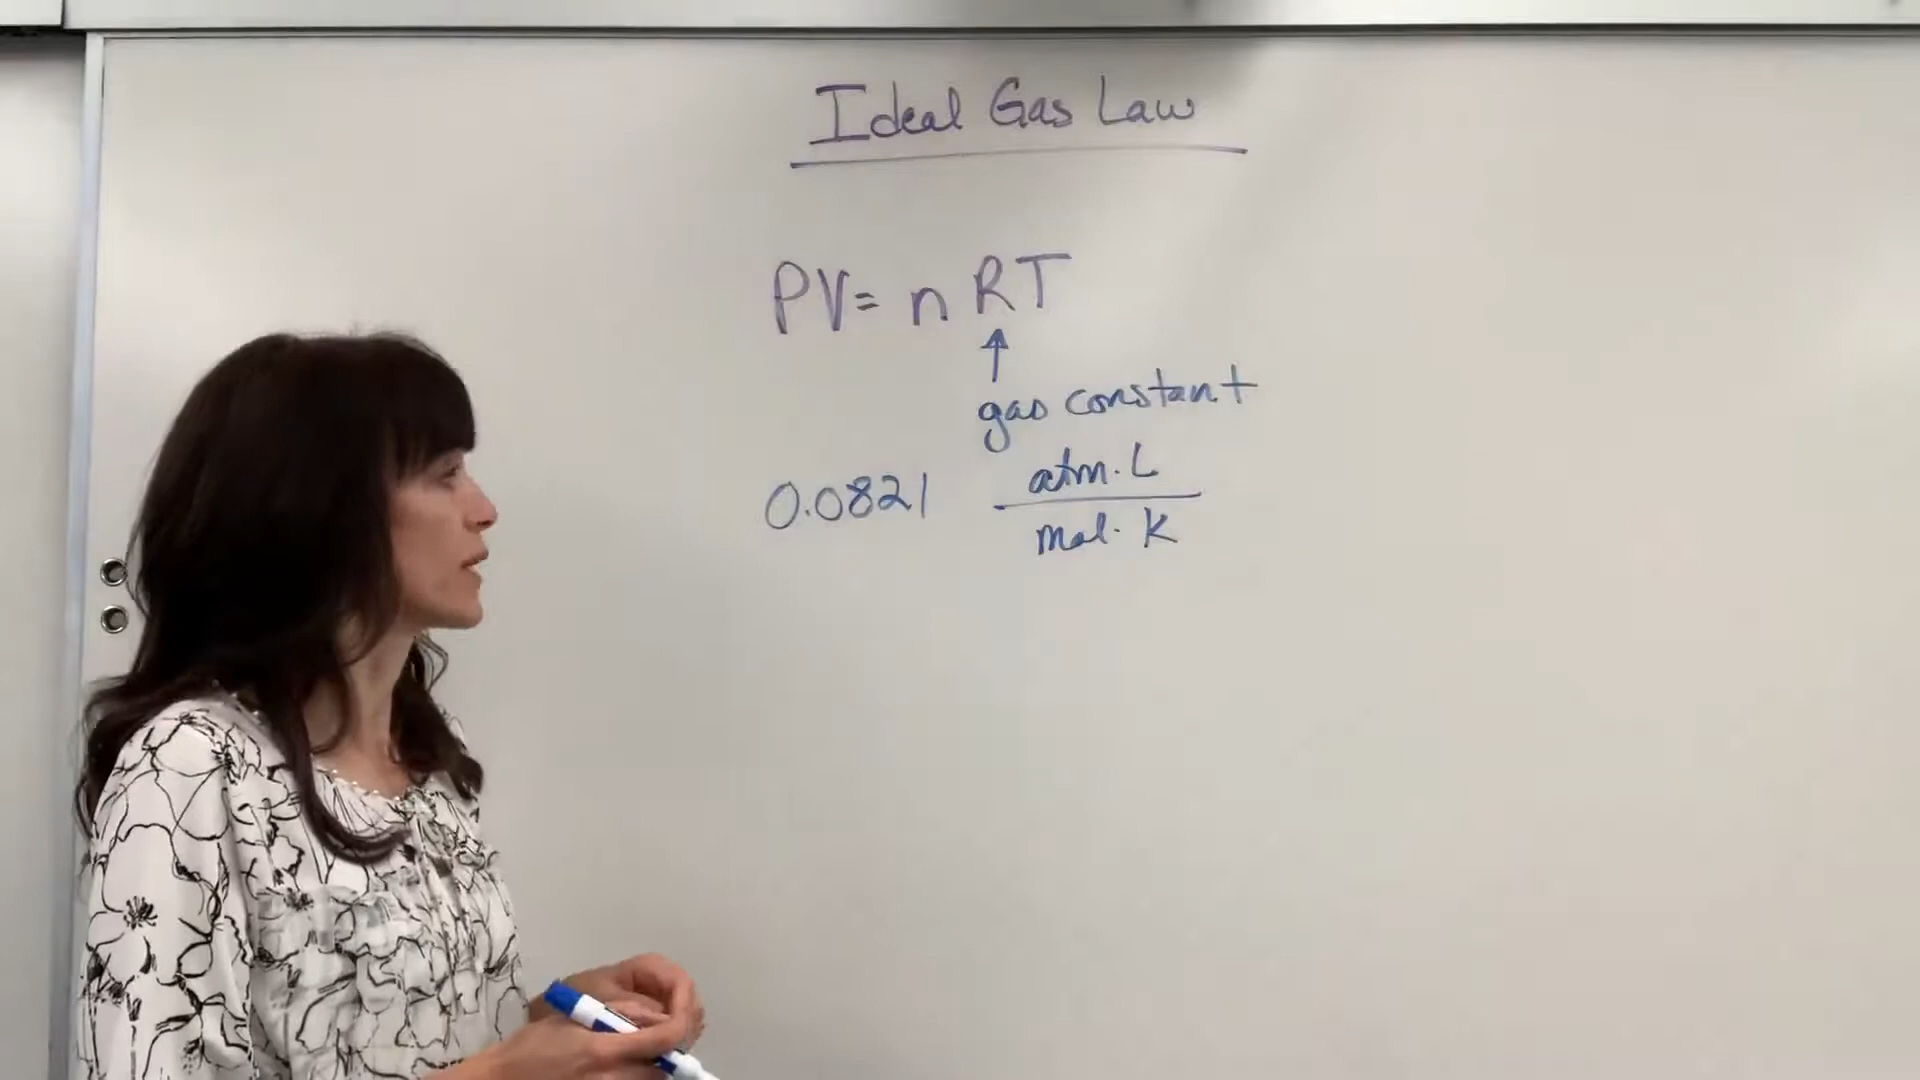 Ideal Gas Law
PV= nRT
↑
gas constant
0.0821 atm·L
mol·K